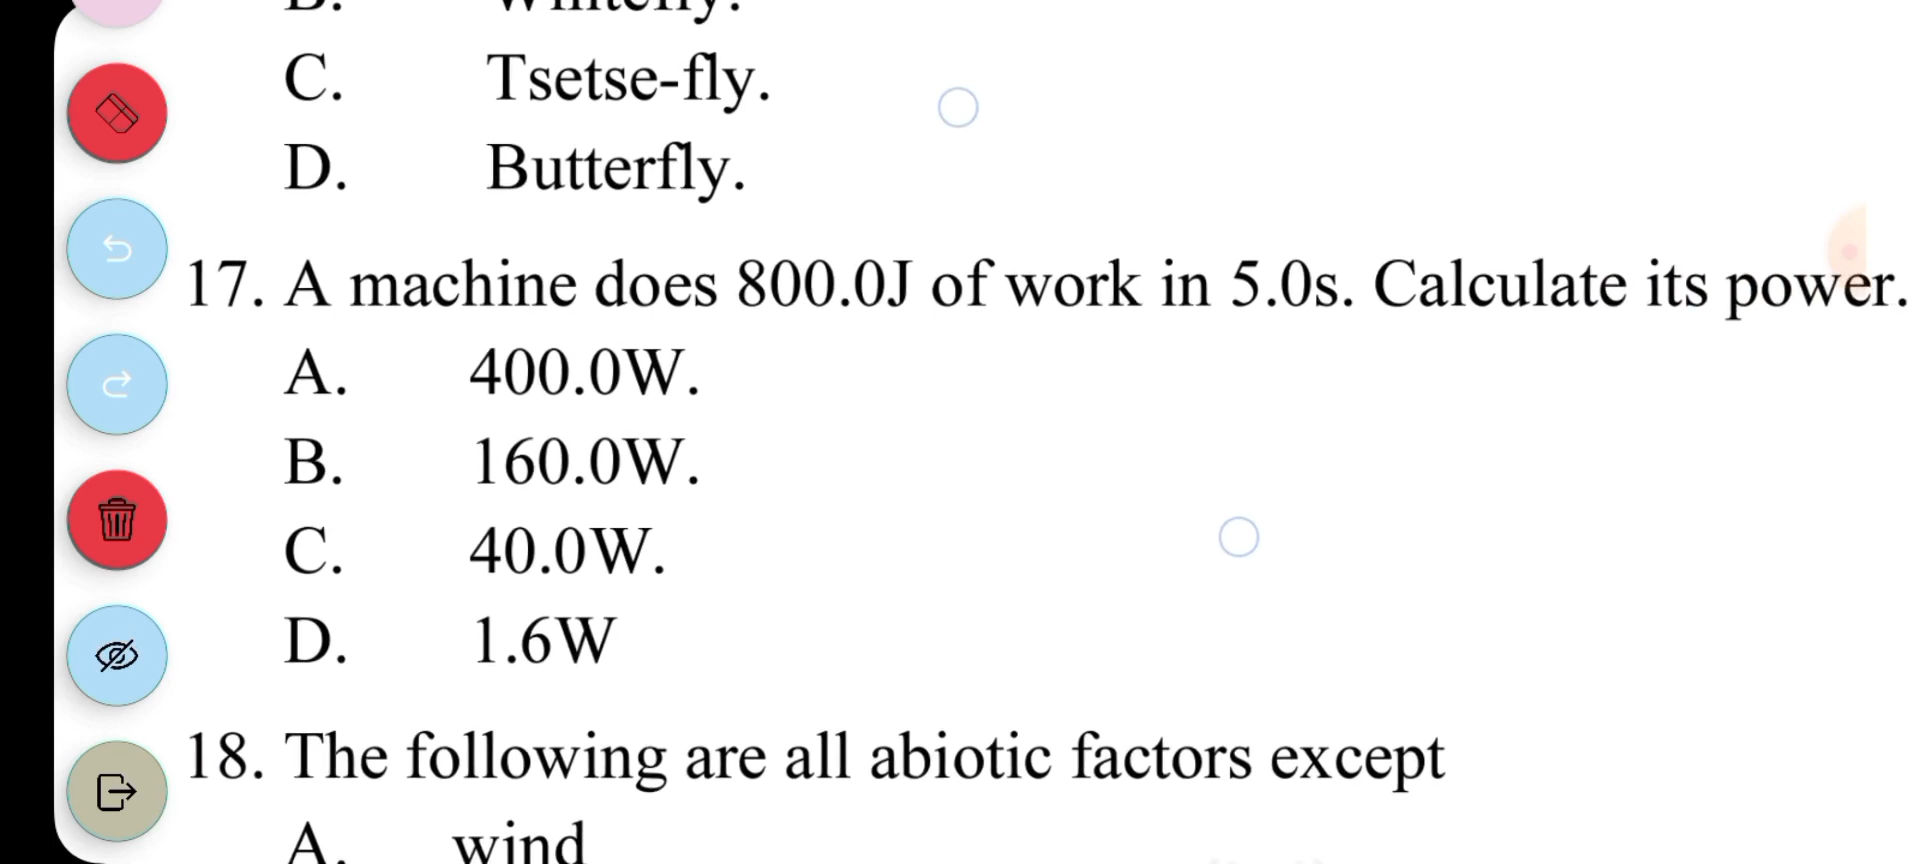 B. Whitefly.
C. Tsetse-fly.
D. Butterfly.
17. A machine does 800.0J of work in 5.0s. Calculate its power.
A. 400.0W.
B. 160.0W.
C. 40.0W.
D. 1.6W
18. The following are all abiotic factors except
A. wind